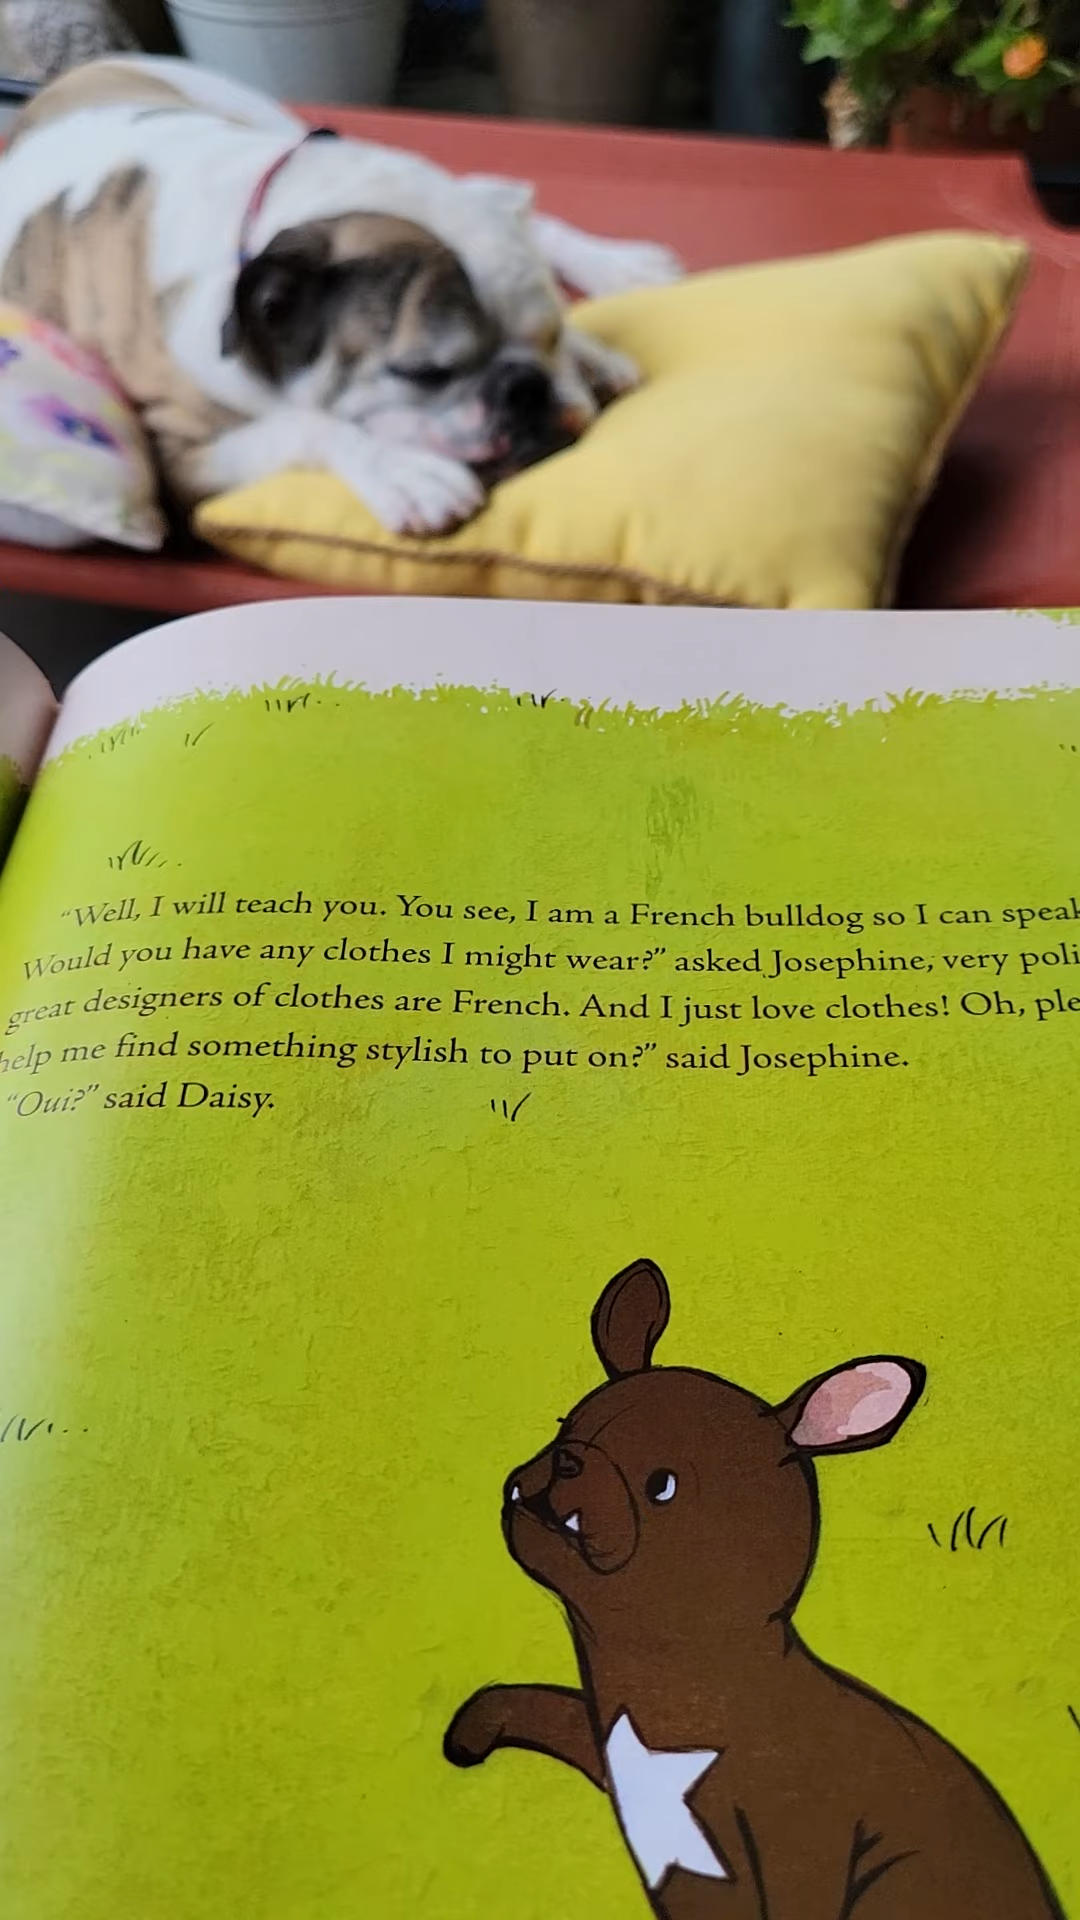 “Well, I will teach you. You see, I am a French bulldog so I can speak
Would you have any clothes I might wear?” asked Josephine, very
great designers of clothes are French. And I just love clothes! Oh,
help me find something stylish to put on?” said Josephine.
“Oui?” said Daisy.